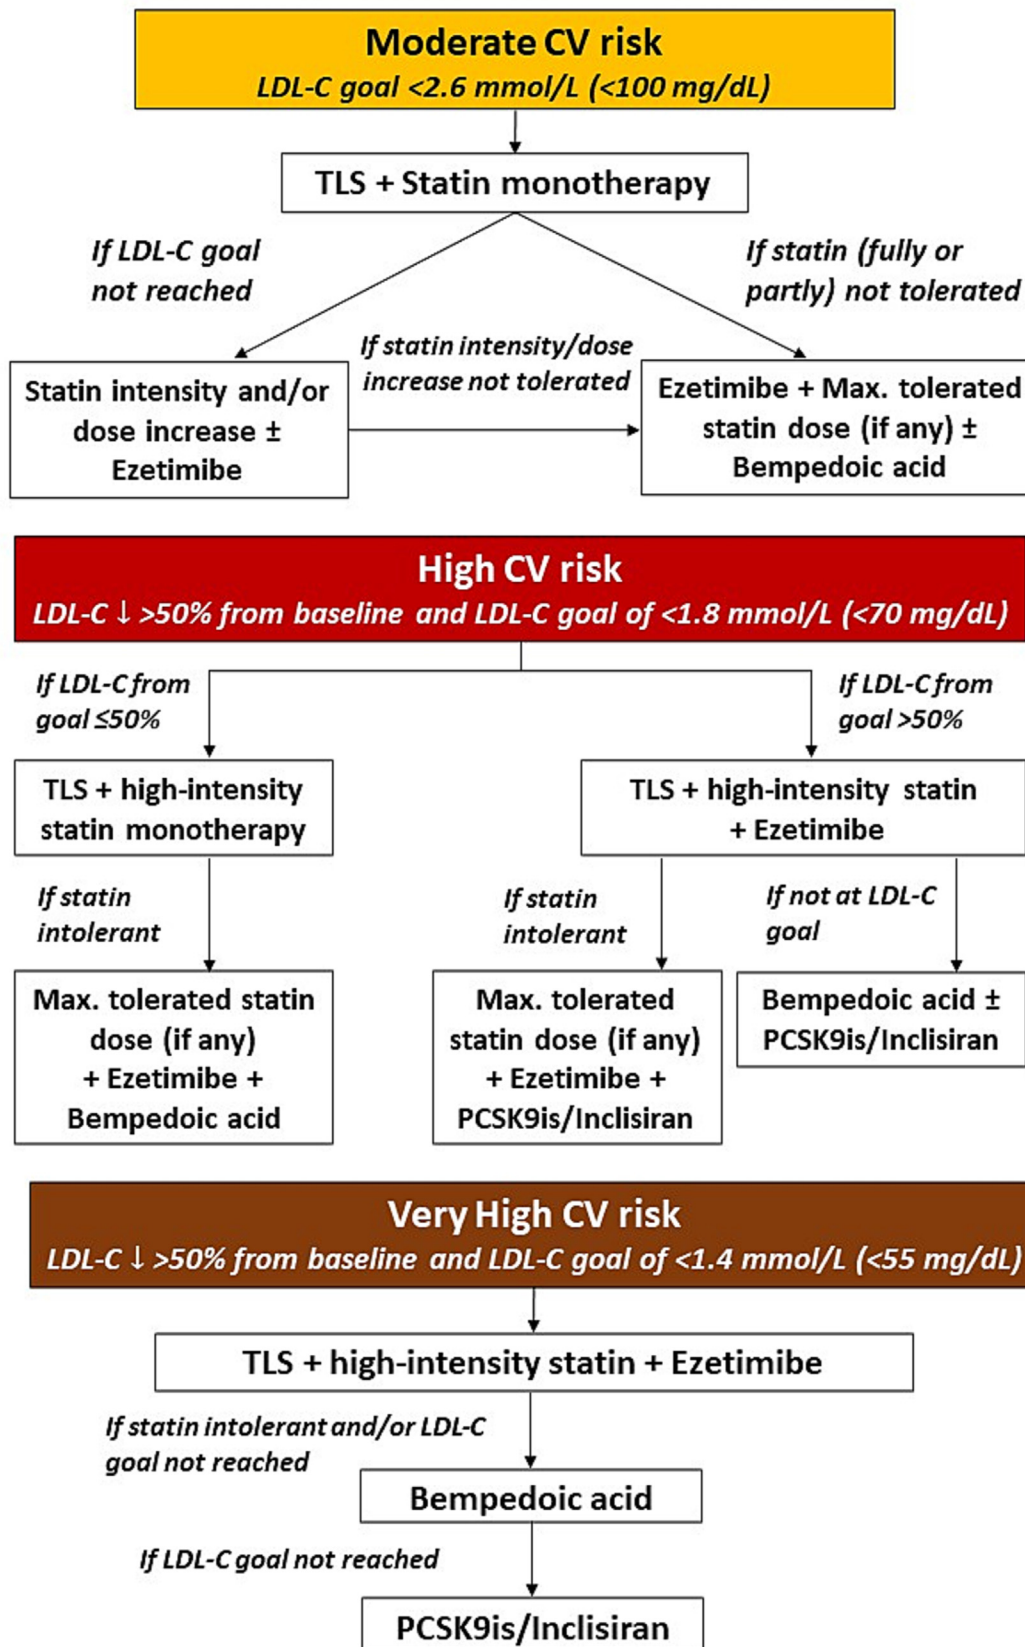 Moderate CV risk
LDL-C goal <2.6 mmol/L (<100 mg/dL)
TLS + Statin monotherapy
If LDL-C goal
not reached
If statin (fully or
partly) not tolerated
If statin intensity/dose
increase not tolerated
Statin intensity and/or
dose increase ±
Ezetimibe
Ezetimibe + Max. tolerated
statin dose (if any) ±
Bempedoic acid
High CV risk
LDL-C ↓ >50% from baseline and LDL-C goal of <1.8 mmol/L (<70 mg/dL)
If LDL-C from
goal ≤50%
If LDL-C from
goal >50%
TLS + high-intensity
statin monotherapy
TLS + high-intensity statin
+ Ezetimibe
If statin
intolerant
If statin
intolerant
If not at LDL-C
goal
Max. tolerated statin
dose (if any)
+ Ezetimibe +
Bempedoic acid
Max. tolerated
statin dose (if any)
+ Ezetimibe +
PCSK9is/Inclisiran
Bempedoic acid ±
PCSK9is/Inclisiran
Very High CV risk
LDL-C ↓ >50% from baseline and LDL-C goal of <1.4 mmol/L (<55 mg/dL)
TLS + high-intensity statin + Ezetimibe
If statin intolerant and/or LDL-C
goal not reached
Bempedoic acid
If LDL-C goal not reached
PCSK9is/Inclisiran